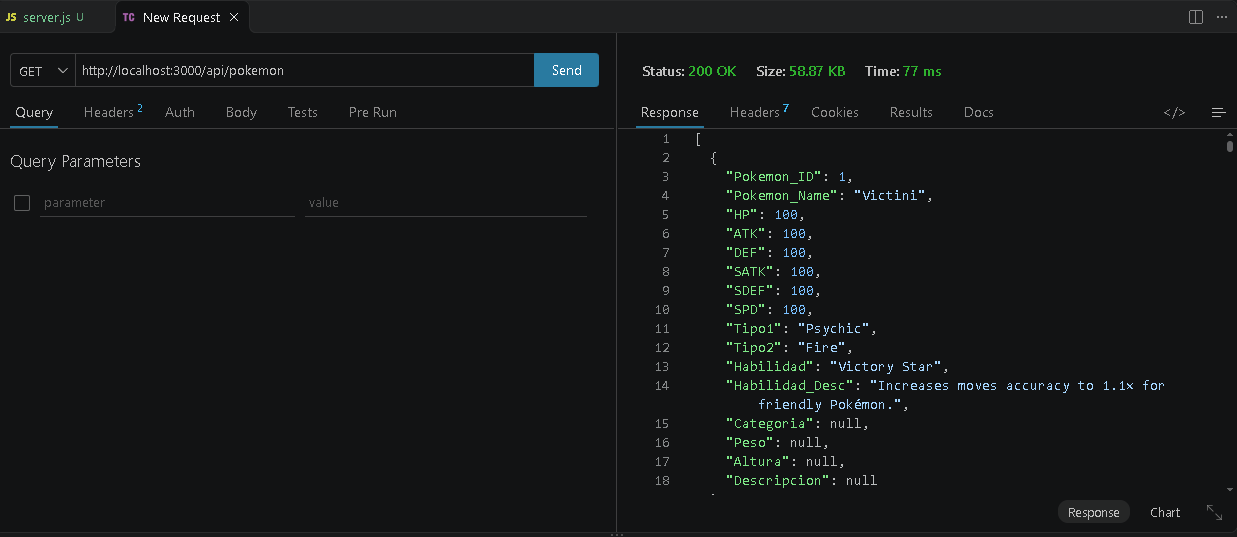 JS server.js U TC New Request ×
GET http://localhost:3000/api/pokemon Send
Query Headers 2 Auth Body Tests Pre Run
Query Parameters
parameter value
Status: 200 OK Size: 58.87 KB Time: 77 ms
Response Headers 7 Cookies Results Docs </>
1 [
2 {
3 "Pokemon_ID": 1,
4 "Pokemon_Name": "Victini",
5 "HP": 100,
6 "ATK": 100,
7 "DEF": 100,
8 "SATK": 100,
9 "SDEF": 100,
10 "SPD": 100,
11 "Tipo1": "Psychic",
12 "Tipo2": "Fire",
13 "Habilidad": "Victory Star",
14 "Habilidad_Desc": "Increases moves accuracy to 1.1× for
friendly Pokémon.",
15 "Categoria": null,
16 "Peso": null,
17 "Altura": null,
18 "Descripcion": null
Response Chart